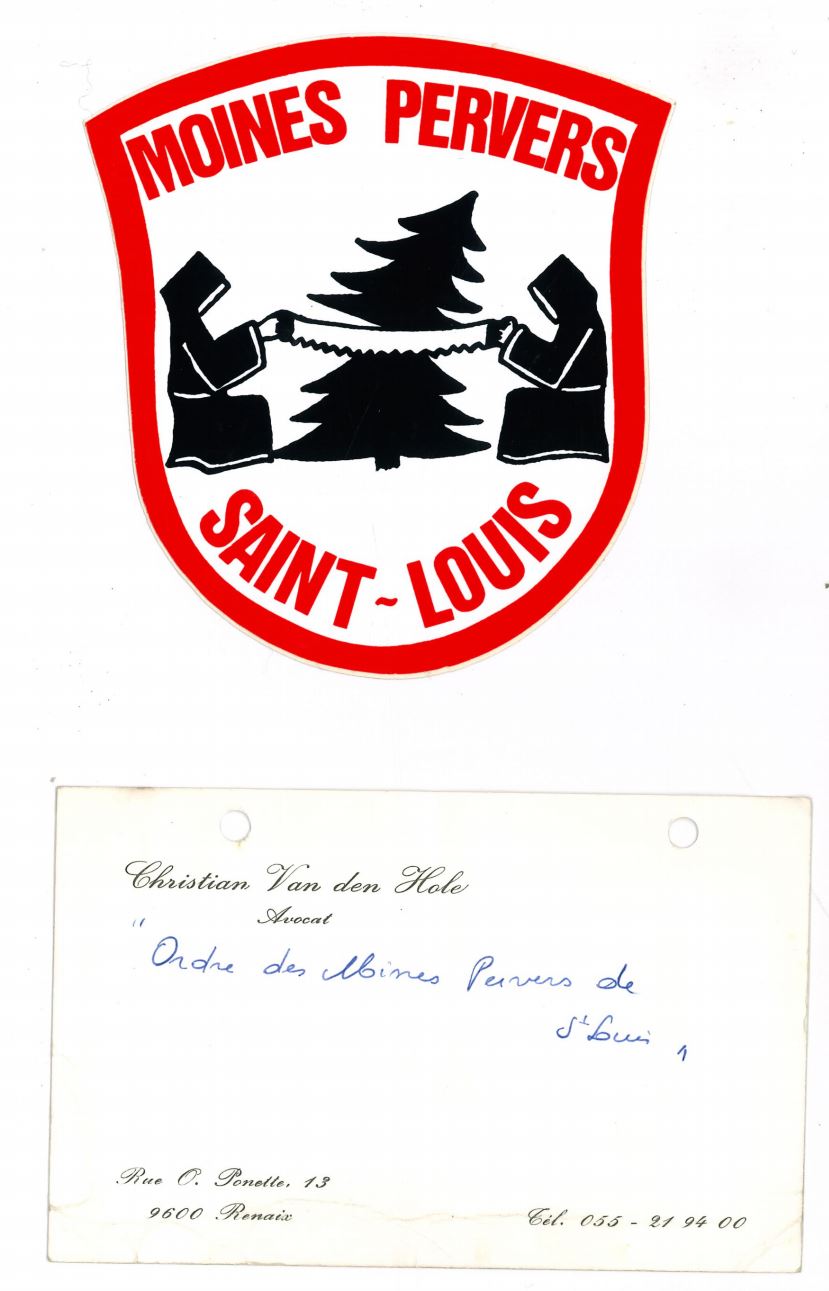 MOINES PERVERS
SAINT-LOUIS
Christian Van den Hole
Avocat
"Ordre des Moines Pervers de
St Louis"
Rue O. Ponette, 13
9600 Renaix
Tél. 055 - 21 94 00